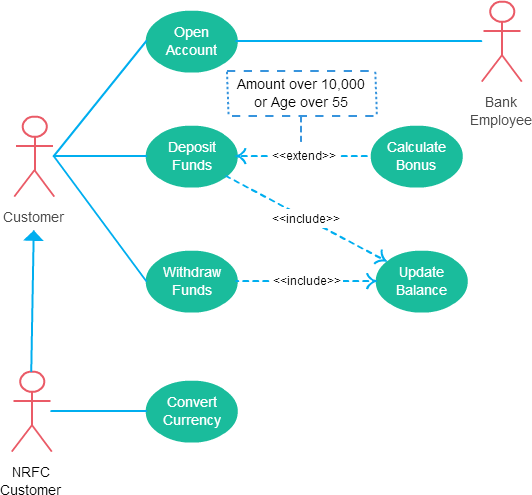 Open
Account
Bank
Employee
Amount over 10,000
or Age over 55
Customer
Deposit
Funds
<<extend>>
Calculate
Bonus
<<include>>
Withdraw
Funds
<<include>>
Update
Balance
NRFC
Customer
Convert
Currency